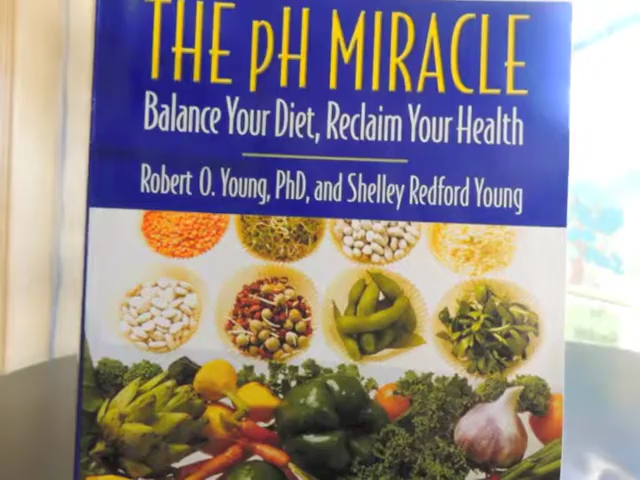 THE pH MIRACLE
Balance Your Diet, Reclaim Your Health
Robert O. Young, PhD, and Shelley Redford Young